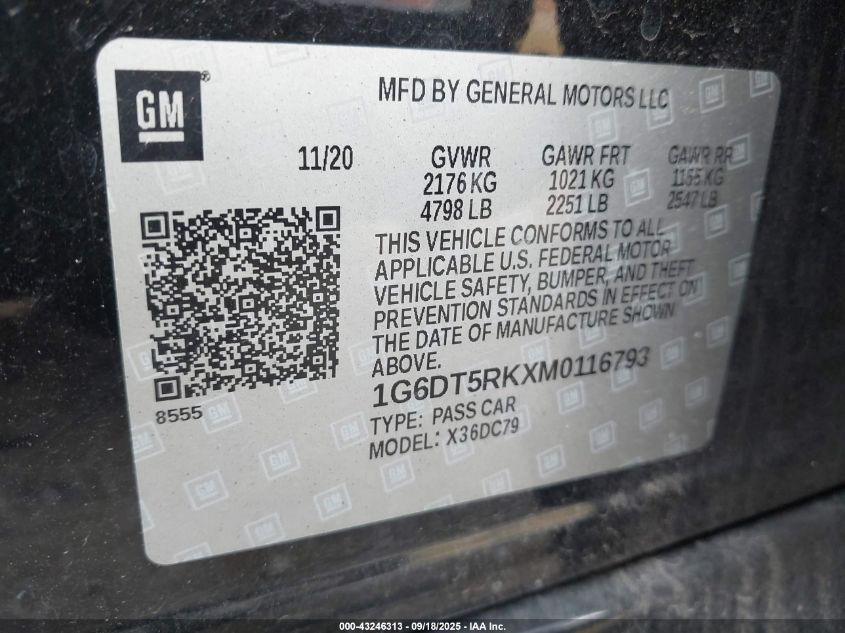 GM
MFD BY GENERAL MOTORS LLC
11/20 GVWR GAWR FRT GAWR RR
2176 KG 1021 KG 1155 KG
4798 LB 2251 LB 2547 LB
THIS VEHICLE CONFORMS TO ALL
APPLICABLE U.S. FEDERAL MOTOR
VEHICLE SAFETY, BUMPER, AND THEFT
PREVENTION STANDARDS IN EFFECT ON
THE DATE OF MANUFACTURE SHOWN
ABOVE.
1G6DT5RKXM0116793
8555
TYPE: PASS CAR
MODEL: X36DC79
000-43246313 - 09/18/2025 - IAA Inc.